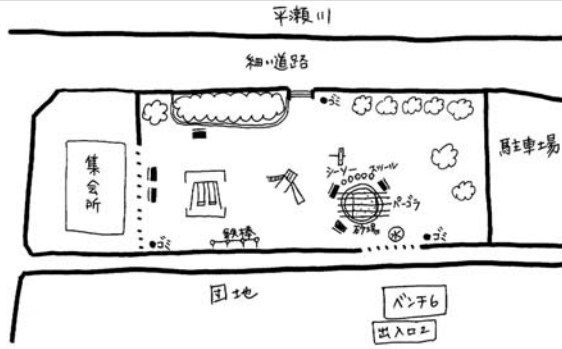 平瀬川
細い道路
ゴミ
集会所
駐車場
シーソー
スツール
パーゴラ
砂場
水
ゴミ
鉄棒
ゴミ
団地
ベンチ6
出入口2